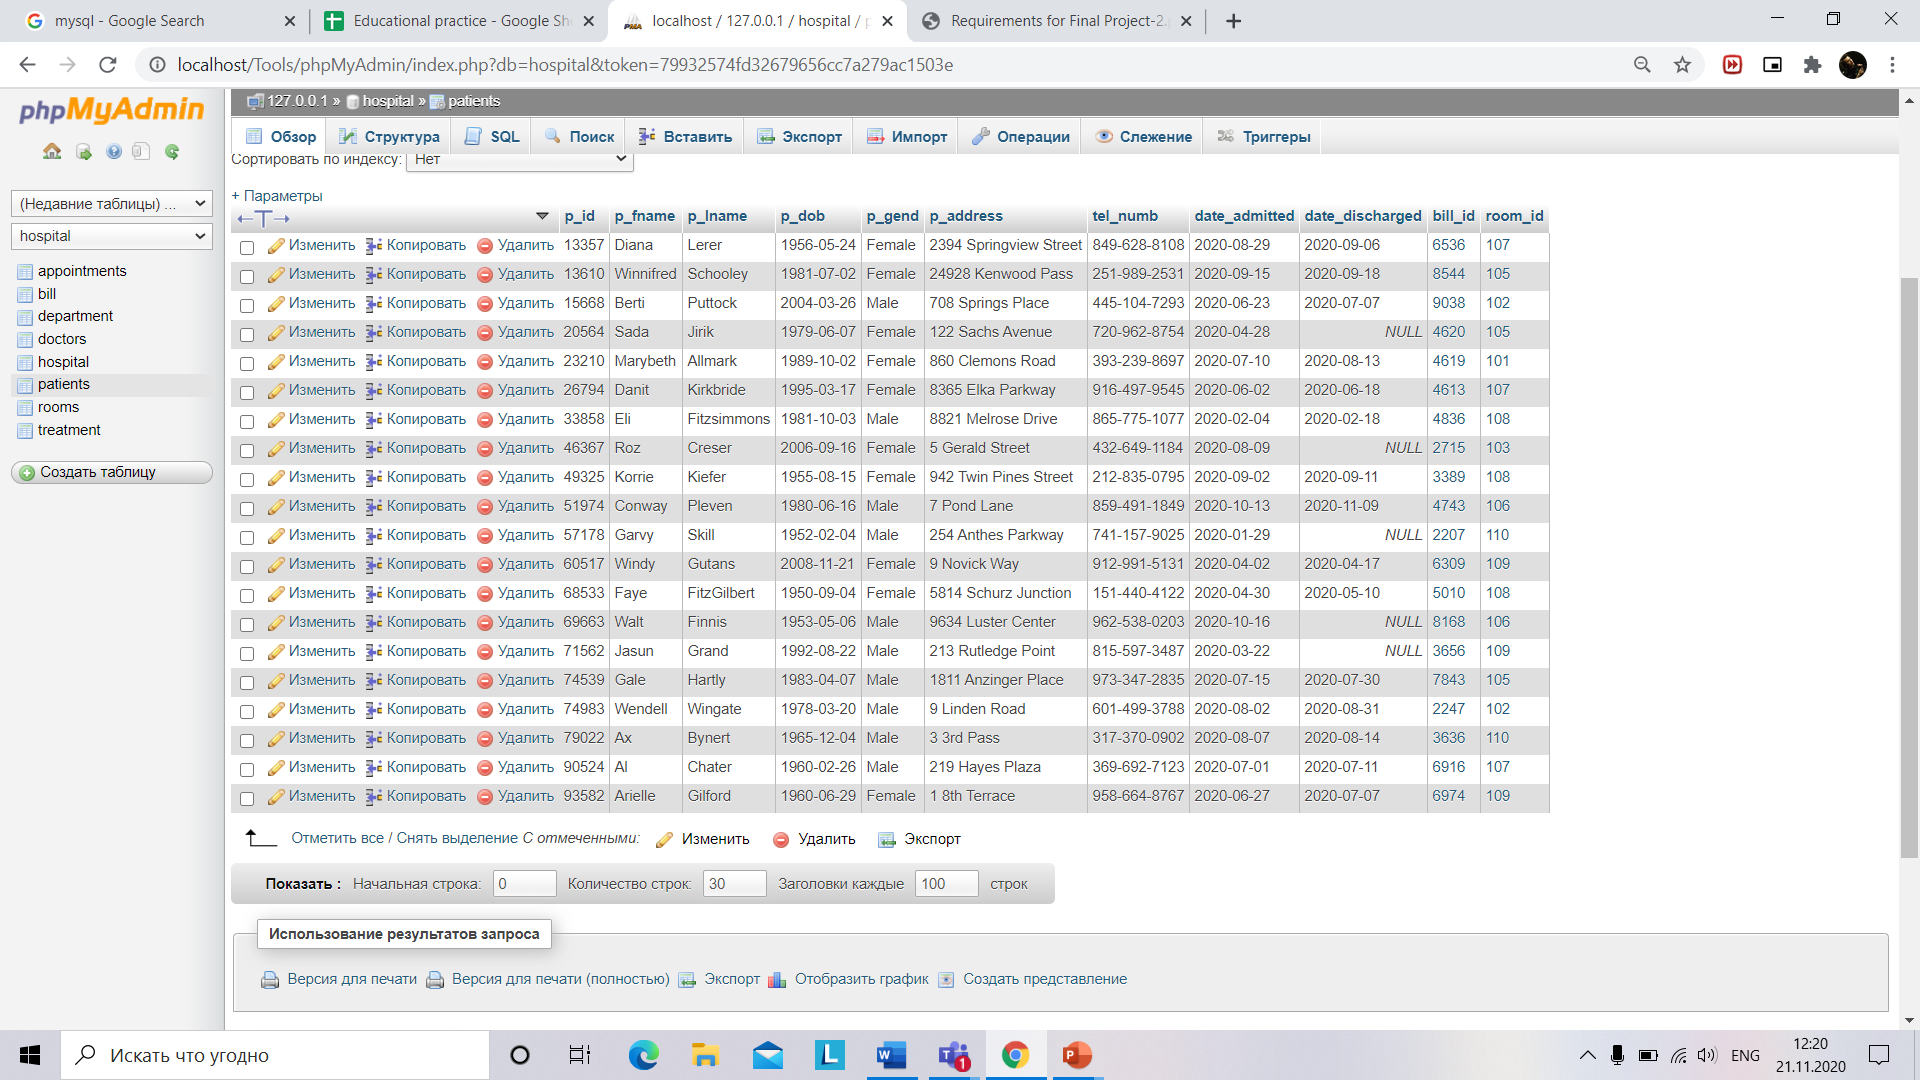 mysql - Google Search
Educational practice - Google She
localhost / 127.0.0.1 / hospital / p
Requirements for Final Project-2.
localhost/Tools/phpMyAdmin/index.php?db=hospital&token=79932574fd32679656cc7a279ac1503e
phpMyAdmin
127.0.0.1 » hospital » patients
Обзор Структура SQL Поиск Вставить Экспорт Импорт Операции Слежение Триггеры
Сортировать по индексу: Нет
(Недавние таблицы) ...
hospital
appointments
bill
department
doctors
hospital
patients
rooms
treatment
Создать таблицу
+ Параметры
←T→ p_id p_fname p_lname p_dob p_gend p_address tel_numb date_admitted date_discharged bill_id room_id
Изменить Копировать Удалить 13357 Diana Lerer 1956-05-24 Female 2394 Springview Street 849-628-8108 2020-08-29 2020-09-06 6536 107
Изменить Копировать Удалить 13610 Winnifred Schooley 1981-07-02 Female 24928 Kenwood Pass 251-989-2531 2020-09-15 2020-09-18 8544 105
Изменить Копировать Удалить 15668 Berti Puttock 2004-03-26 Male 708 Springs Place 445-104-7293 2020-06-23 2020-07-07 9038 102
Изменить Копировать Удалить 20564 Sada Jirik 1979-06-07 Female 122 Sachs Avenue 720-962-8754 2020-04-28 NULL 4620 105
Изменить Копировать Удалить 23210 Marybeth Allmark 1989-10-02 Female 860 Clemons Road 393-239-8697 2020-07-10 2020-08-13 4619 101
Изменить Копировать Удалить 26794 Danit Kirkbride 1995-03-17 Female 8365 Elka Parkway 916-497-9545 2020-06-02 2020-06-18 4613 107
Изменить Копировать Удалить 33858 Eli Fitzsimmons 1981-10-03 Male 8821 Melrose Drive 865-775-1077 2020-02-04 2020-02-18 4836 108
Изменить Копировать Удалить 46367 Roz Creser 2006-09-16 Female 5 Gerald Street 432-649-1184 2020-08-09 NULL 2715 103
Изменить Копировать Удалить 49325 Korrie Kiefer 1955-08-15 Female 942 Twin Pines Street 212-835-0795 2020-09-02 2020-09-11 3389 108
Изменить Копировать Удалить 51974 Conway Pleven 1980-06-16 Male 7 Pond Lane 859-491-1849 2020-10-13 2020-11-09 4743 106
Изменить Копировать Удалить 57178 Garvy Skill 1952-02-04 Male 254 Anthes Parkway 741-157-9025 2020-01-29 NULL 2207 110
Изменить Копировать Удалить 60517 Windy Gutans 2008-11-21 Female 9 Novick Way 912-991-5131 2020-04-02 2020-04-17 6309 109
Изменить Копировать Удалить 68533 Faye FitzGilbert 1950-09-04 Female 5814 Schurz Junction 151-440-4122 2020-04-30 2020-05-10 5010 108
Изменить Копировать Удалить 69663 Walt Finnis 1953-05-06 Male 9634 Luster Center 962-538-0203 2020-10-16 NULL 8168 106
Изменить Копировать Удалить 71562 Jasun Grand 1992-08-22 Male 213 Rutledge Point 815-597-3487 2020-03-22 NULL 3656 109
Изменить Копировать Удалить 74539 Gale Hartly 1983-04-07 Male 1811 Anzinger Place 973-347-2835 2020-07-15 2020-07-30 7843 105
Изменить Копировать Удалить 74983 Wendell Wingate 1978-03-20 Male 9 Linden Road 601-499-3788 2020-08-02 2020-08-31 2247 102
Изменить Копировать Удалить 79022 Ax Bynert 1965-12-04 Male 3 3rd Pass 317-370-0902 2020-08-07 2020-08-14 3636 110
Изменить Копировать Удалить 90524 Al Chater 1960-02-26 Male 219 Hayes Plaza 369-692-7123 2020-07-01 2020-07-11 6916 107
Изменить Копировать Удалить 93582 Arielle Gilford 1960-06-29 Female 1 8th Terrace 958-664-8767 2020-06-27 2020-07-07 6974 109
Отметить все / Снять выделение С отмеченными: Изменить Удалить Экспорт
Показать : Начальная строка: 0 Количество строк: 30 Заголовки каждые 100 строк
Использование результатов запроса
Версия для печати Версия для печати (полностью) Экспорт Отобразить график Создать представление
Искать что угодно
L
W
T
1
P
ENG
12:20
21.11.2020